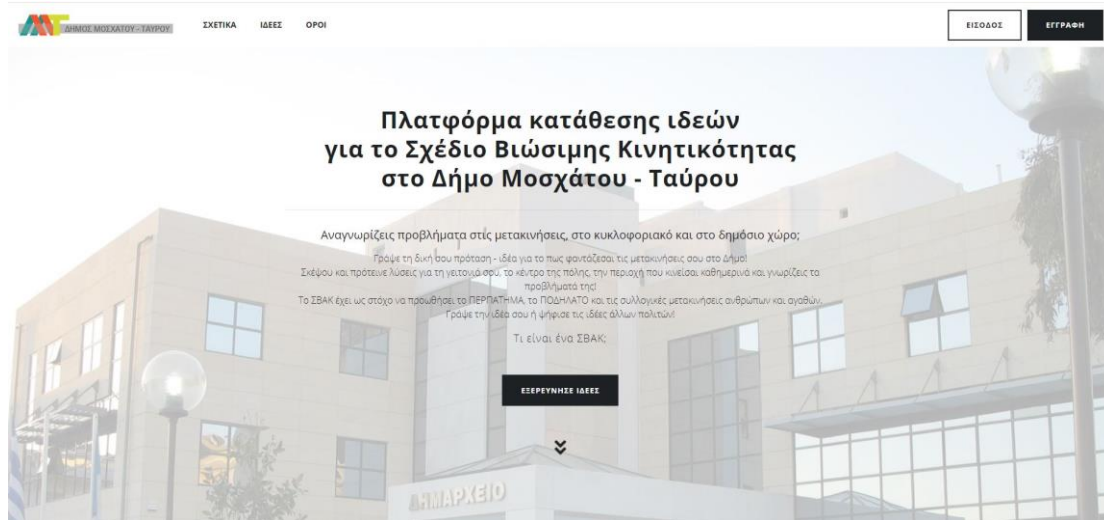 ΔΗΜΟΣ ΜΟΣΧΑΤΟΥ - ΤΑΥΡΟΥ
ΣΧΕΤΙΚΑ ΙΔΕΕΣ ΟΡΟΙ
ΕΙΣΟΔΟΣ ΕΓΓΡΑΦΗ
Πλατφόρμα κατάθεσης ιδεών
για το Σχέδιο Βιώσιμης Κινητικότητας
στο Δήμο Μοσχάτου - Ταύρου
Αναγνωρίζεις προβλήματα στις μετακινήσεις, στο κυκλοφοριακό και στο δημόσιο χώρο;
Γράψε τη δική σου πρόταση - ιδέα για το πως φαντάζεσαι τις μετακινήσεις σου στο Δήμο!
Σκέψου και πρότεινε λύσεις για τη γειτονιά σου, το κέντρο της πόλης, την περιοχή που κινείσαι καθημερινά και γνωρίζεις τα
προβλήματά της!
Το ΣΒΑΚ έχει ως στόχο να προωθήσει το ΠΕΡΠΑΤΗΜΑ, το ΠΟΔΗΛΑΤΟ και τις συλλογικές μετακινήσεις ανθρώπων και αγαθών.
Γράψε την ιδέα σου ή ψήφισε τις ιδέες άλλων πολιτών!
Τι είναι ένα ΣΒΑΚ;
ΕΞΕΡΕΥΝΗΣΕ ΙΔΕΕΣ
ΔΗΜΑΡΧΕΙΟ